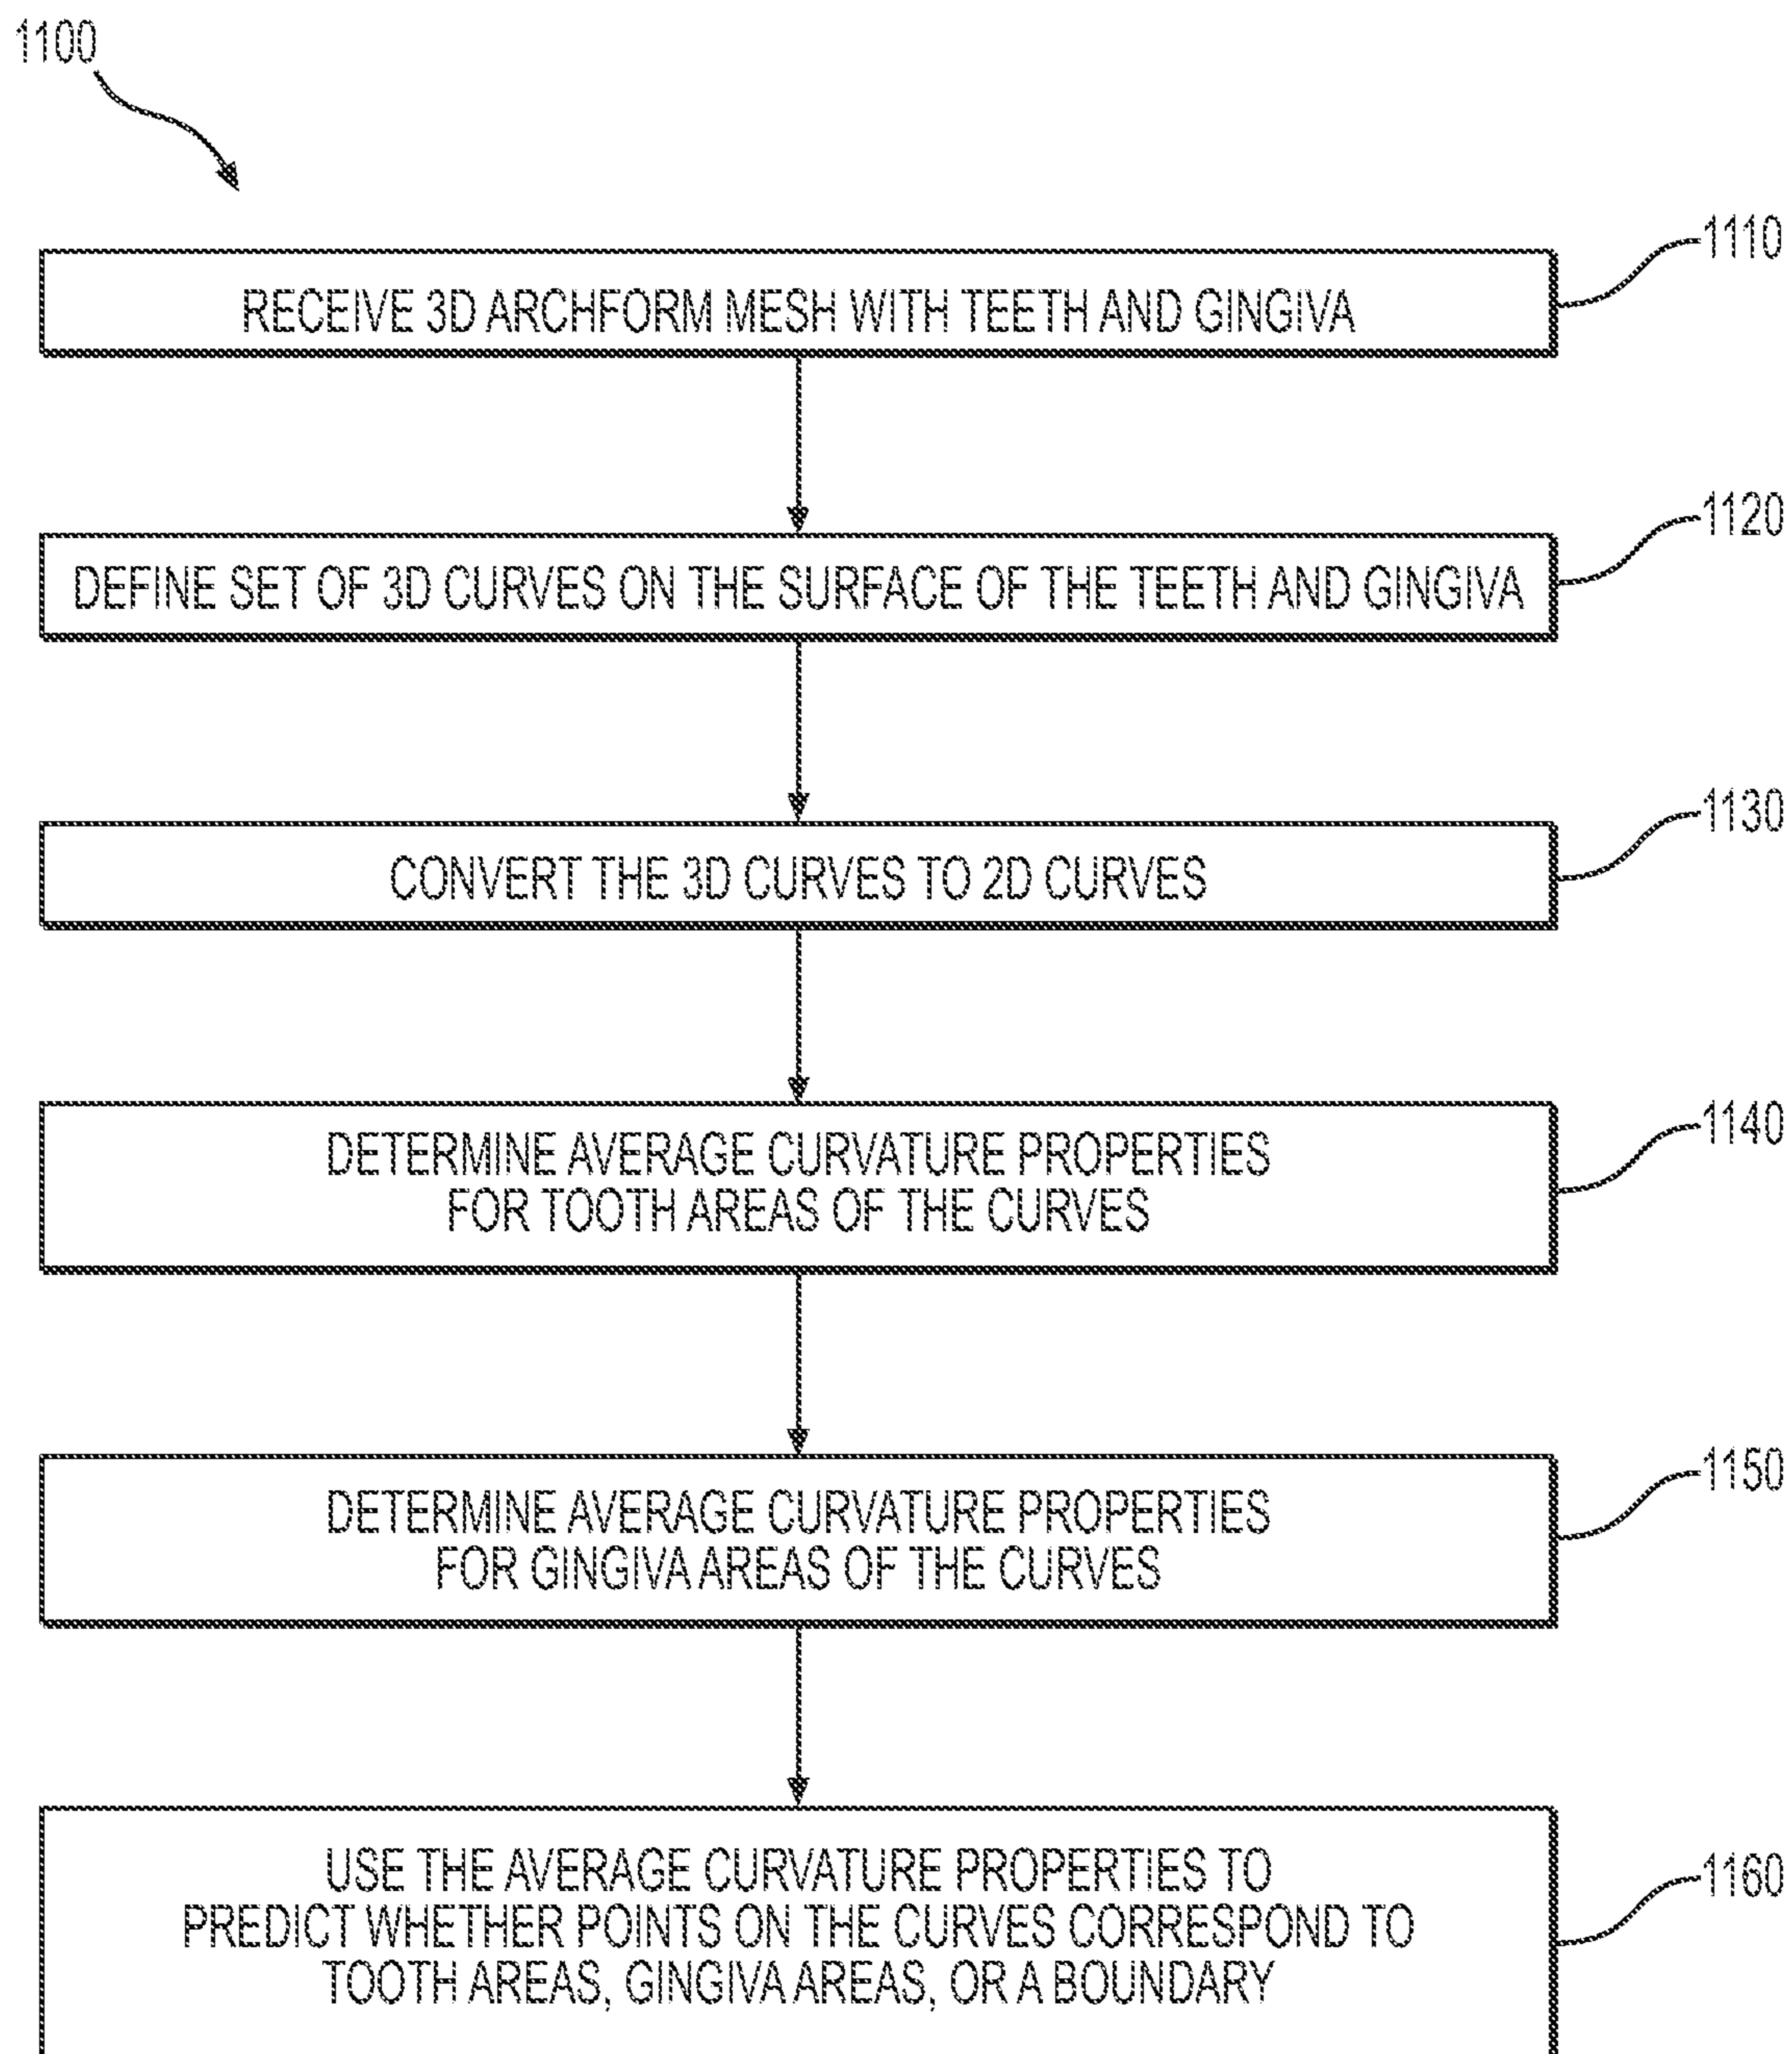 1100
1110
RECEIVE 3D ARCHFORM MESH WITH TEETH AND GINGIVA
1120
DEFINE SET OF 3D CURVES ON THE SURFACE OF THE TEETH AND GINGIVA
1130
CONVERT THE 3D CURVES TO 2D CURVES
1140
DETERMINE AVERAGE CURVATURE PROPERTIES
FOR TOOTH AREAS OF THE CURVES
1150
DETERMINE AVERAGE CURVATURE PROPERTIES
FOR GINGIVA AREAS OF THE CURVES
1160
USE THE AVERAGE CURVATURE PROPERTIES TO
PREDICT WHETHER POINTS ON THE CURVES CORRESPOND TO
TOOTH AREAS, GINGIVA AREAS, OR A BOUNDARY